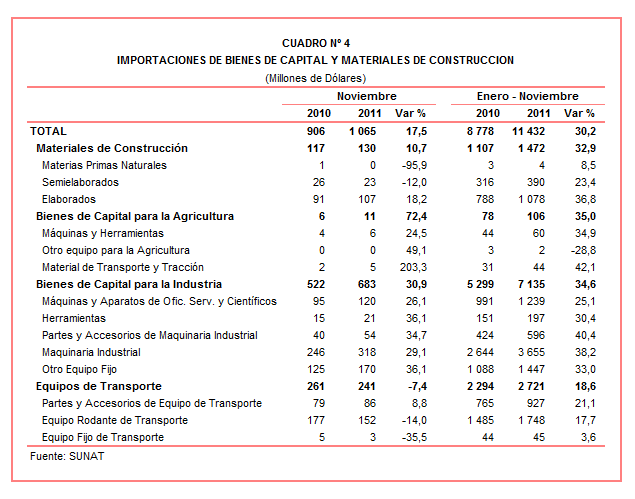 CUADRO Nº 4
IMPORTACIONES DE BIENES DE CAPITAL Y MATERIALES DE CONSTRUCCION
(Millones de Dólares)
Noviembre Enero - Noviembre
2010 2011 Var % 2010 2011 Var %
TOTAL 906 1 065 17,5 8 778 11 432 30,2
Materiales de Construcción 117 130 10,7 1 107 1 472 32,9
Materias Primas Naturales 1 0 -95,9 3 4 8,5
Semielaborados 26 23 -12,0 316 390 23,4
Elaborados 91 107 18,2 788 1 078 36,8
Bienes de Capital para la Agricultura 6 11 72,4 78 106 35,0
Máquinas y Herramientas 4 6 24,5 44 60 34,9
Otro equipo para la Agricultura 0 0 49,1 3 2 -28,8
Material de Transporte y Tracción 2 5 203,3 31 44 42,1
Bienes de Capital para la Industria 522 683 30,9 5 299 7 135 34,6
Máquinas y Aparatos de Ofic. Serv. y Científicos 95 120 26,1 991 1 239 25,1
Herramientas 15 21 36,1 151 197 30,4
Partes y Accesorios de Maquinaria Industrial 40 54 34,7 424 596 40,4
Maquinaria Industrial 246 318 29,1 2 644 3 655 38,2
Otro Equipo Fijo 125 170 36,1 1 088 1 447 33,0
Equipos de Transporte 261 241 -7,4 2 294 2 721 18,6
Partes y Accesorios de Equipo de Transporte 79 86 8,8 765 927 21,1
Equipo Rodante de Transporte 177 152 -14,0 1 485 1 748 17,7
Equipo Fijo de Transporte 5 3 -35,5 44 45 3,6
Fuente: SUNAT